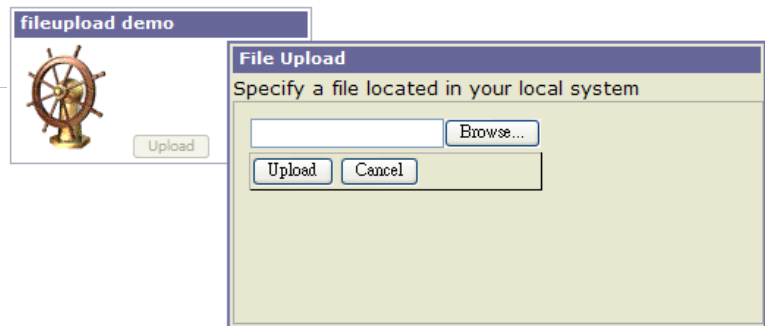 fileupload demo
Upload
File Upload
Specify a file located in your local system
Browse...
Upload Cancel